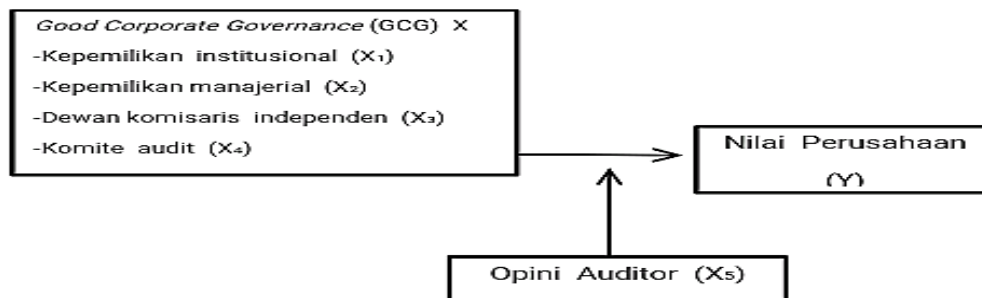 Good Corporate Governance (GCG) X
-Kepemilikan institusional (X₁)
-Kepemilikan manajerial (X₂)
-Dewan komisaris independen (X₃)
-Komite audit (X₄)
Nilai Perusahaan
(Y)
Opini Auditor (X₅)